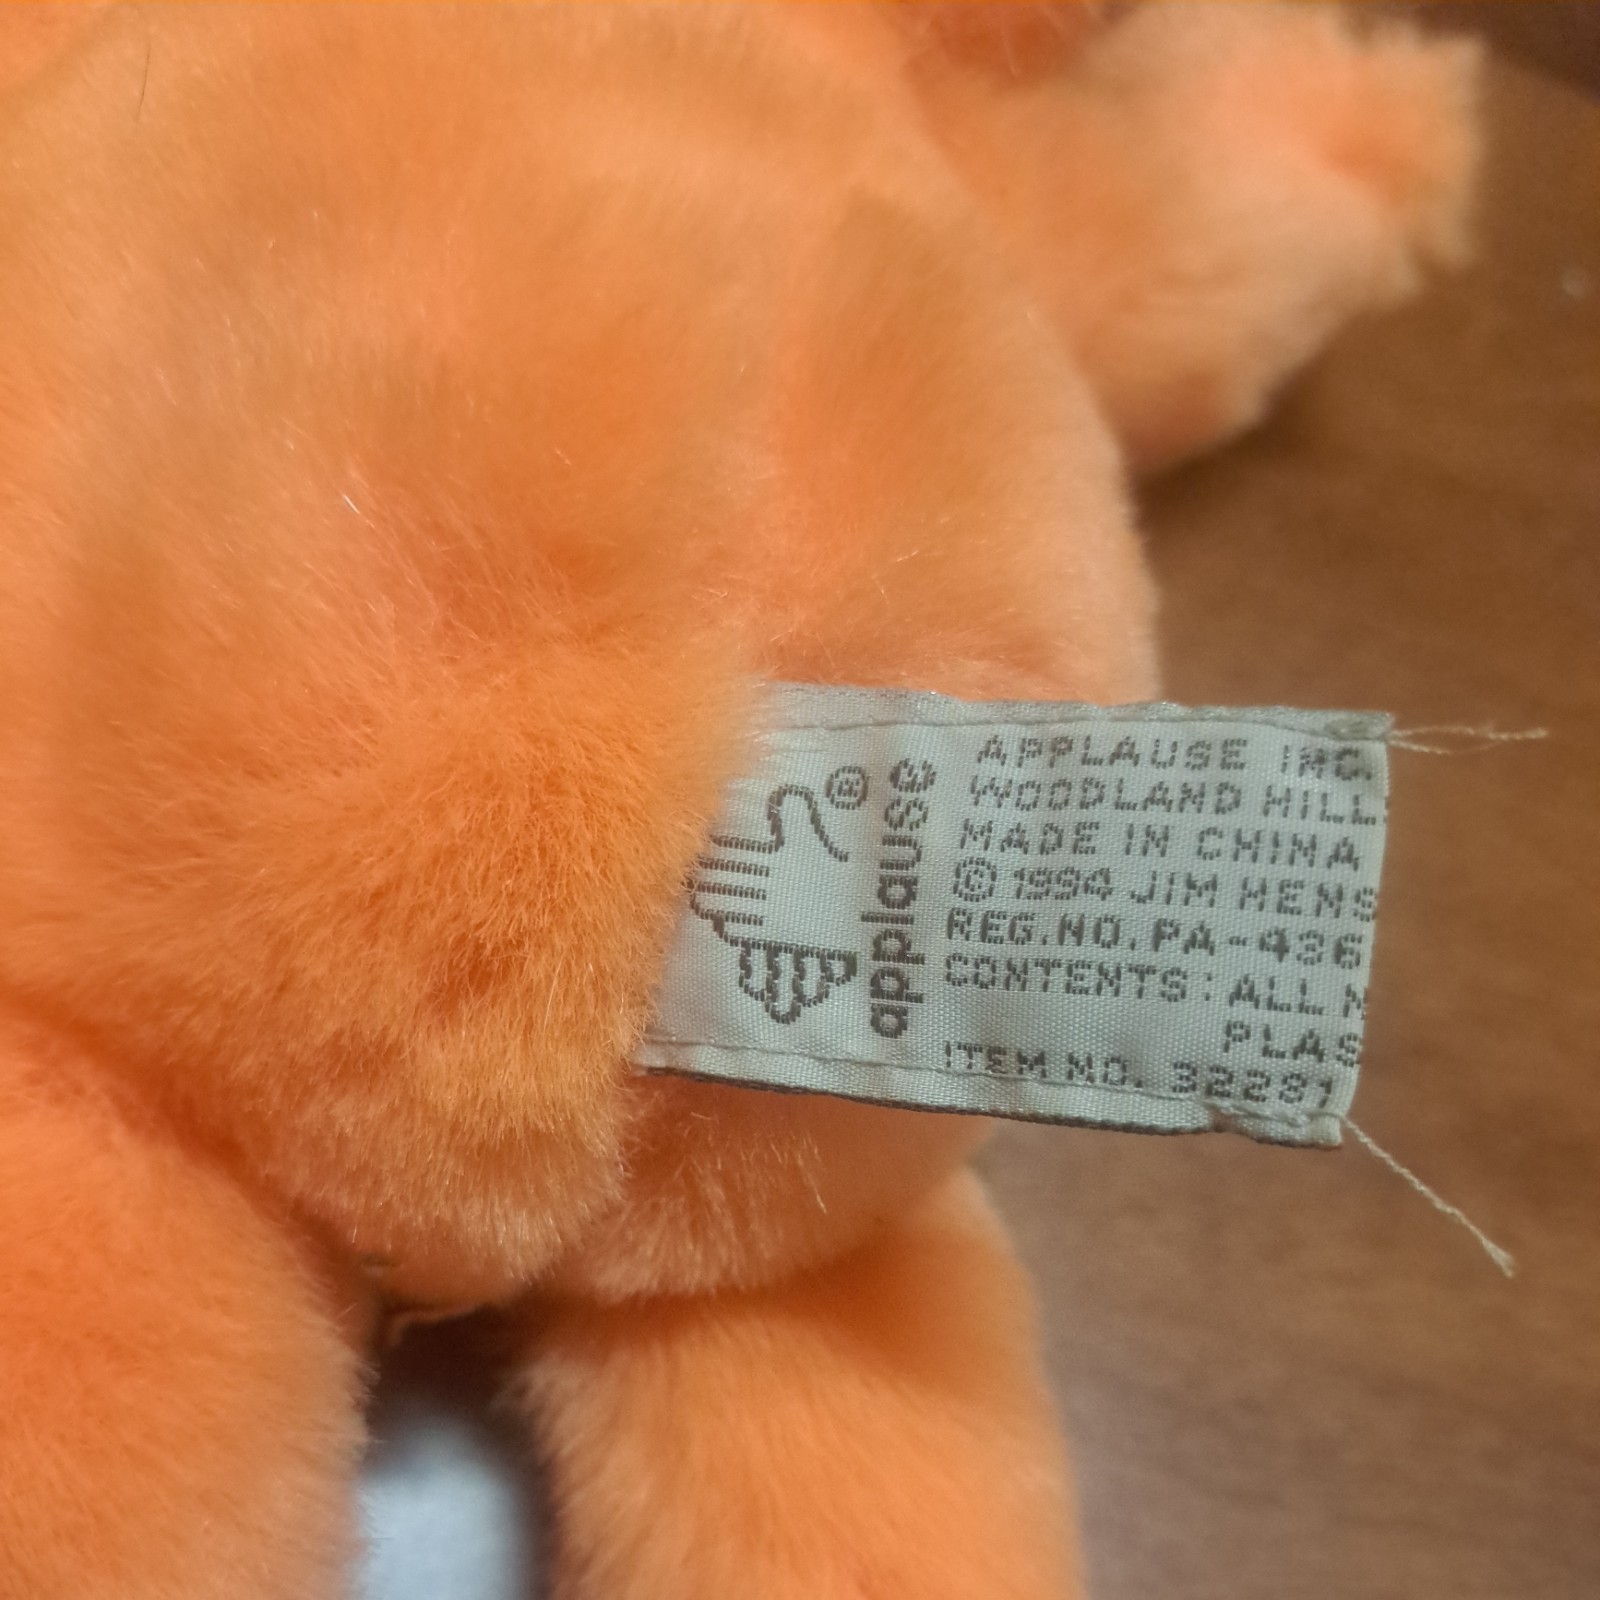 ®
applause
APPLAUSE INC.
WOODLAND HILL
MADE IN CHINA
© 1994 JIM HENS
REG.NO.PA-436
CONTENTS: ALL N
PLAS
ITEM NO. 32281